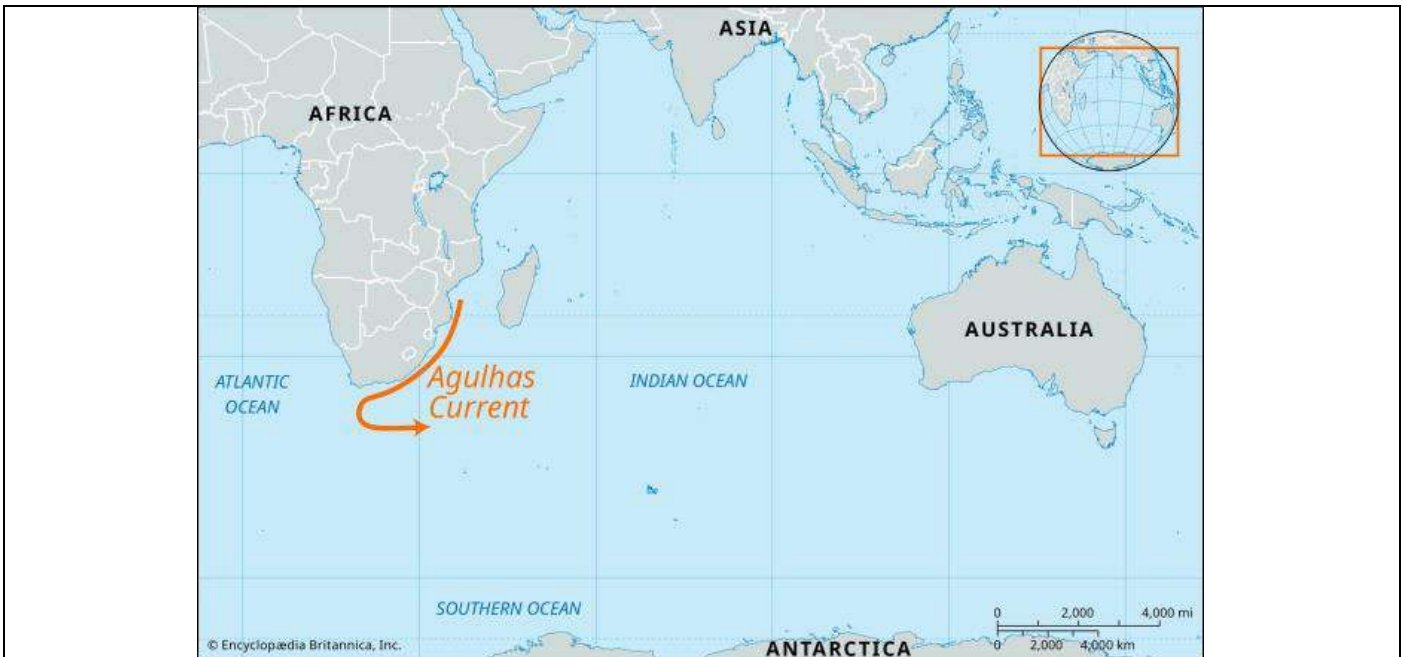 ASIA
AFRICA
AUSTRALIA
Agulhas
Current
ATLANTIC
OCEAN
INDIAN OCEAN
SOUTHERN OCEAN
0 2,000 4,000 mi
0 2,000 4,000 km
© Encyclopædia Britannica, Inc.
ANTARCTICA